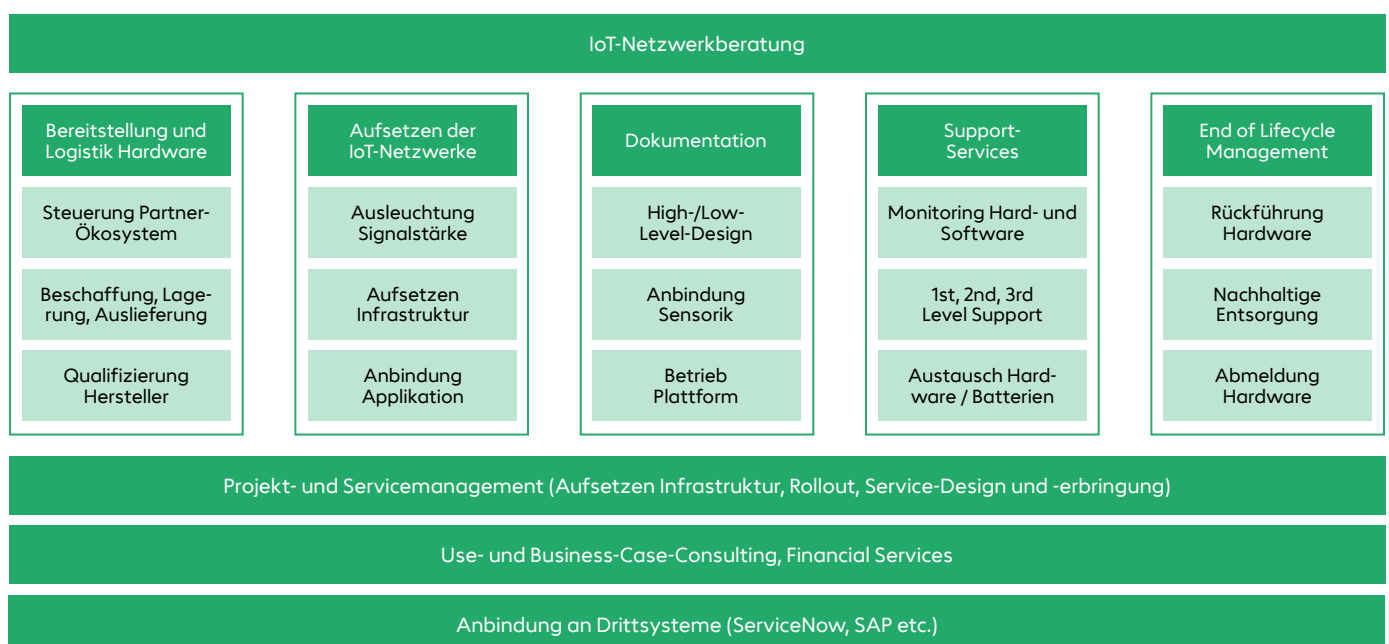 IoT-Netzwerkberatung
Bereitstellung und
Logistik Hardware
Steuerung Partner-
Ökosystem
Beschaffung, Lage-
rung, Auslieferung
Qualifizierung
Hersteller
Aufsetzen der
IoT-Netzwerke
Ausleuchtung
Signalstärke
Aufsetzen
Infrastruktur
Anbindung
Applikation
Dokumentation
High-/Low-
Level-Design
Anbindung
Sensorik
Betrieb
Plattform
Support-
Services
Monitoring Hard- und
Software
1st, 2nd, 3rd
Level Support
Austausch Hard-
ware / Batterien
End of Lifecycle
Management
Rückführung
Hardware
Nachhaltige
Entsorgung
Abmeldung
Hardware
Projekt- und Servicemanagement (Aufsetzen Infrastruktur, Rollout, Service-Design und -erbringung)
Use- und Business-Case-Consulting, Financial Services
Anbindung an Drittsysteme (ServiceNow, SAP etc.)